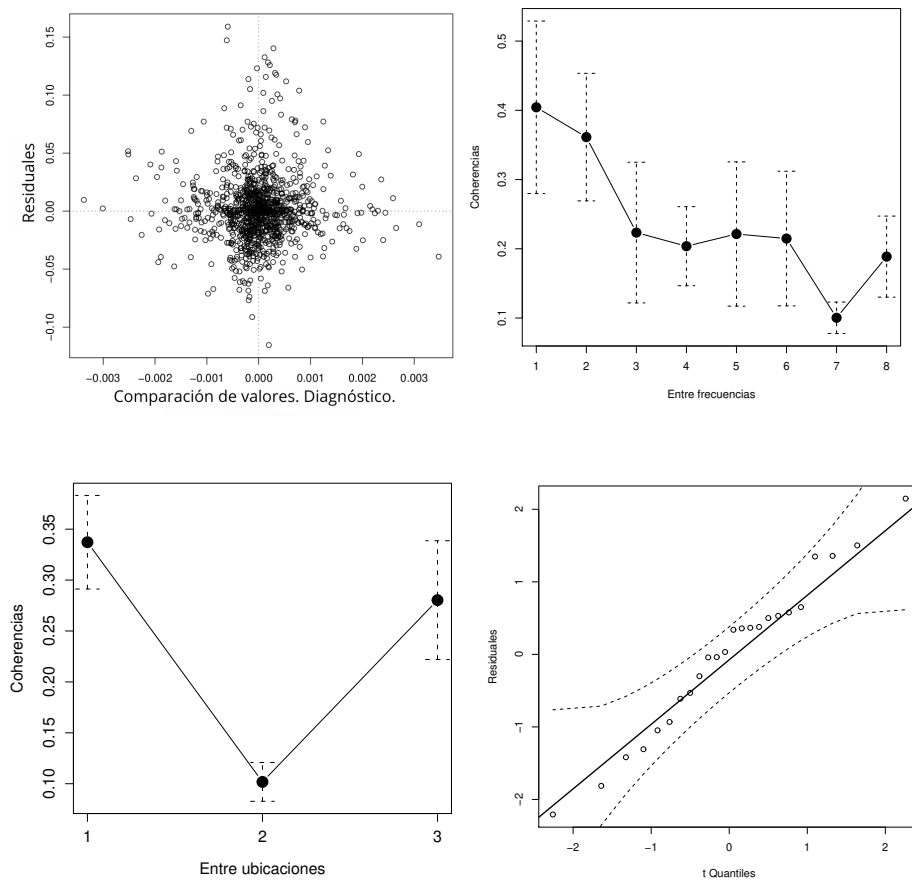 Residuales
0.15
0.10
0.05
0.00
−0.05
−0.10
−0.003 −0.002 −0.001 0.000 0.001 0.002 0.003
Comparación de valores. Diagnóstico.
Coherencias
0.5
0.4
0.3
0.2
0.1
1 2 3 4 5 6 7 8
Entre frecuencias
Coherencias
0.35
0.30
0.25
0.20
0.15
0.10
1 2 3
Entre ubicaciones
Residuales
2
1
0
−1
−2
−2 −1 0 1 2
t Quantiles